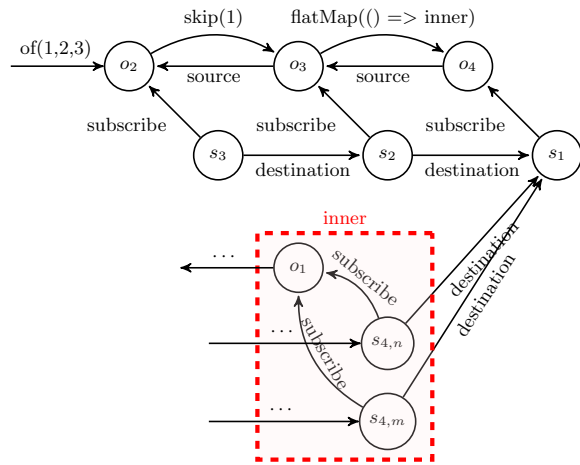 skip(1)
flatMap(() => inner)
of(1,2,3)
o₂
o₃
o₄
source
source
subscribe
subscribe
subscribe
s₃
s₂
s₁
destination
destination
inner
destination
destination
...
o₁
subscribe
subscribe
...
s₄,ₙ
...
s₄,ₘ